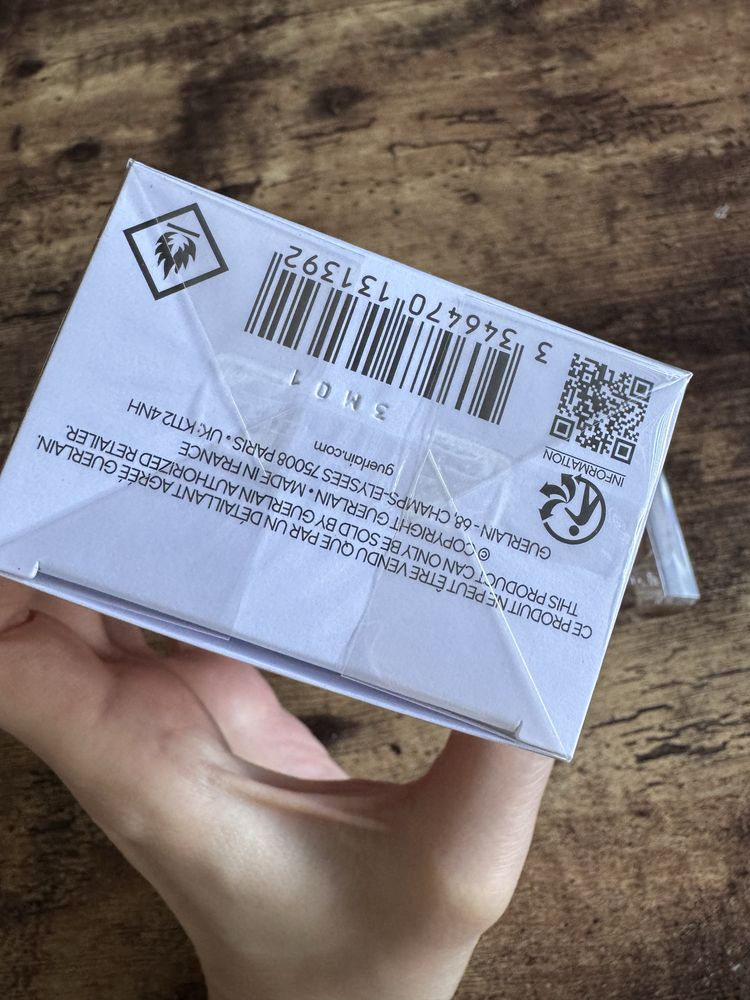 CE PRODUIT NE PEUT ÊTRE VENDU QUE PAR UN DÉTAILLANT AGRÉÉ GUERLAIN.
THIS PRODUCT CAN ONLY BE SOLD BY GUERLAIN AUTHORIZED RETAILER.
© COPYRIGHT GUERLAIN • MADE IN FRANCE
GUERLAIN - 68, CHAMPS-ELYSEES 75008 PARIS • UK: KT12 4NH
guerlain.com
INFORMATION
3M01
3 346470 131392